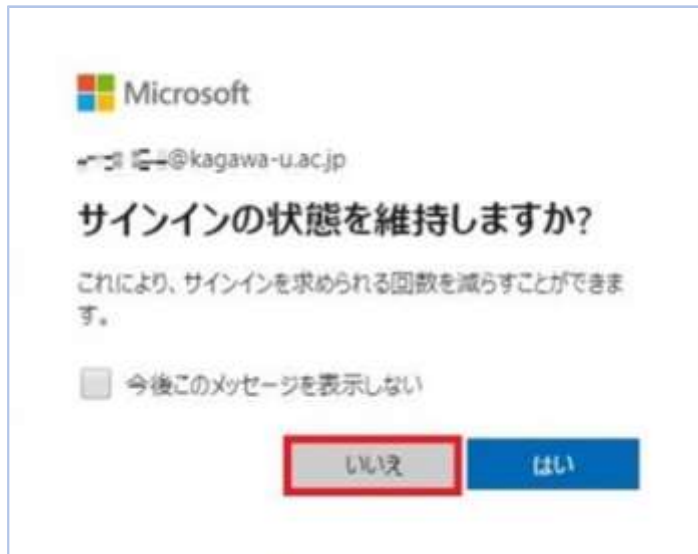 Microsoft
@kagawa-u.ac.jp
サインインの状態を維持しますか?
これにより、サインインを求められる回数を減らすことができま
す。
今後このメッセージを表示しない
いいえ
はい